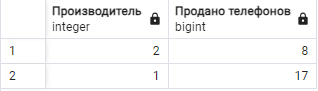 Производитель Продано телефонов
integer bigint
1 2 8
2 1 17